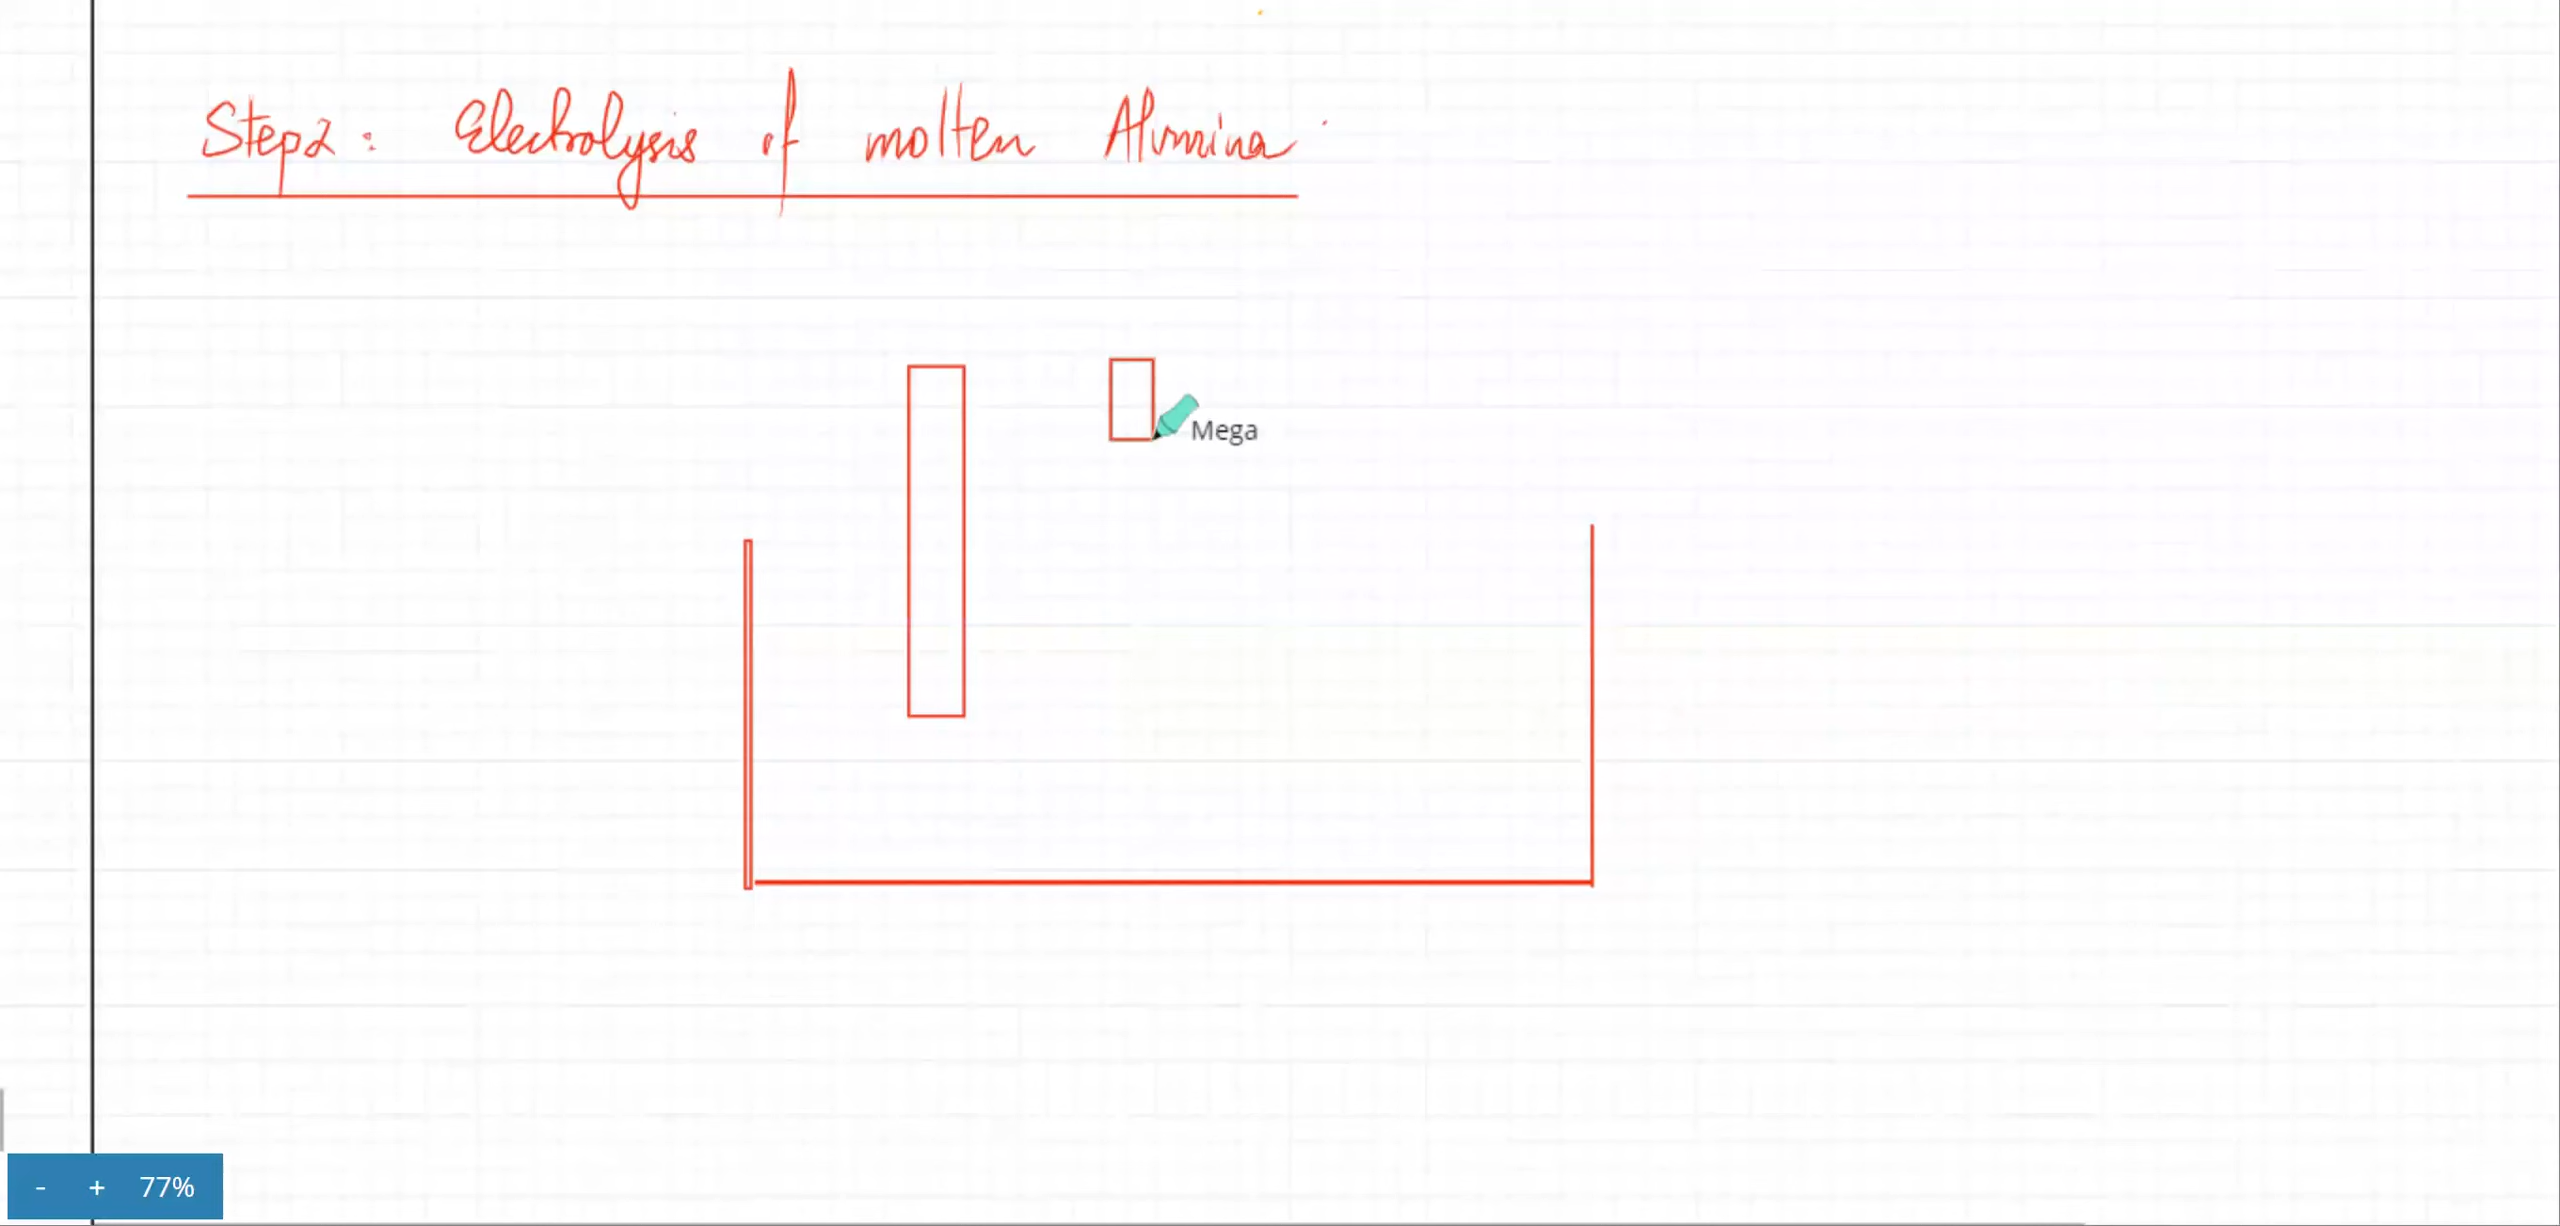 Step2: Electrolysis of molten Alumina
Mega
- + 77%